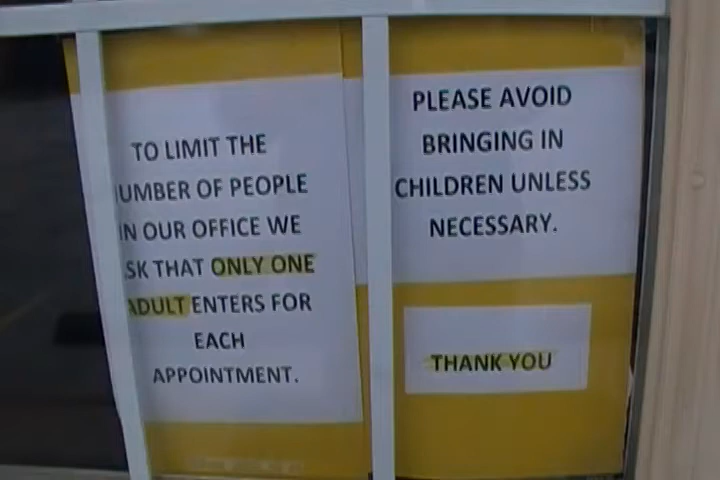 TO LIMIT THE
UMBER OF PEOPLE
IN OUR OFFICE WE
SK THAT ONLY ONE
ADULT ENTERS FOR
EACH
APPOINTMENT.
PLEASE AVOID
BRINGING IN
CHILDREN UNLESS
NECESSARY.
THANK YOU